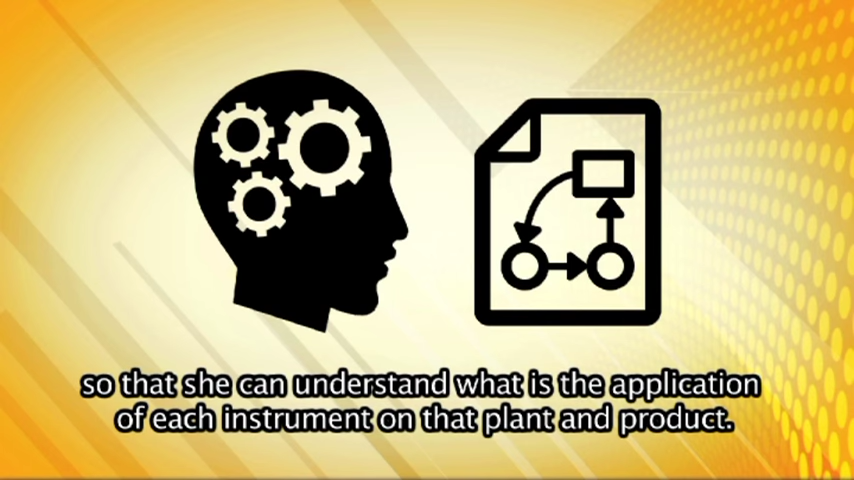 so that she can understand what is the application
of each instrument on that plant and product.